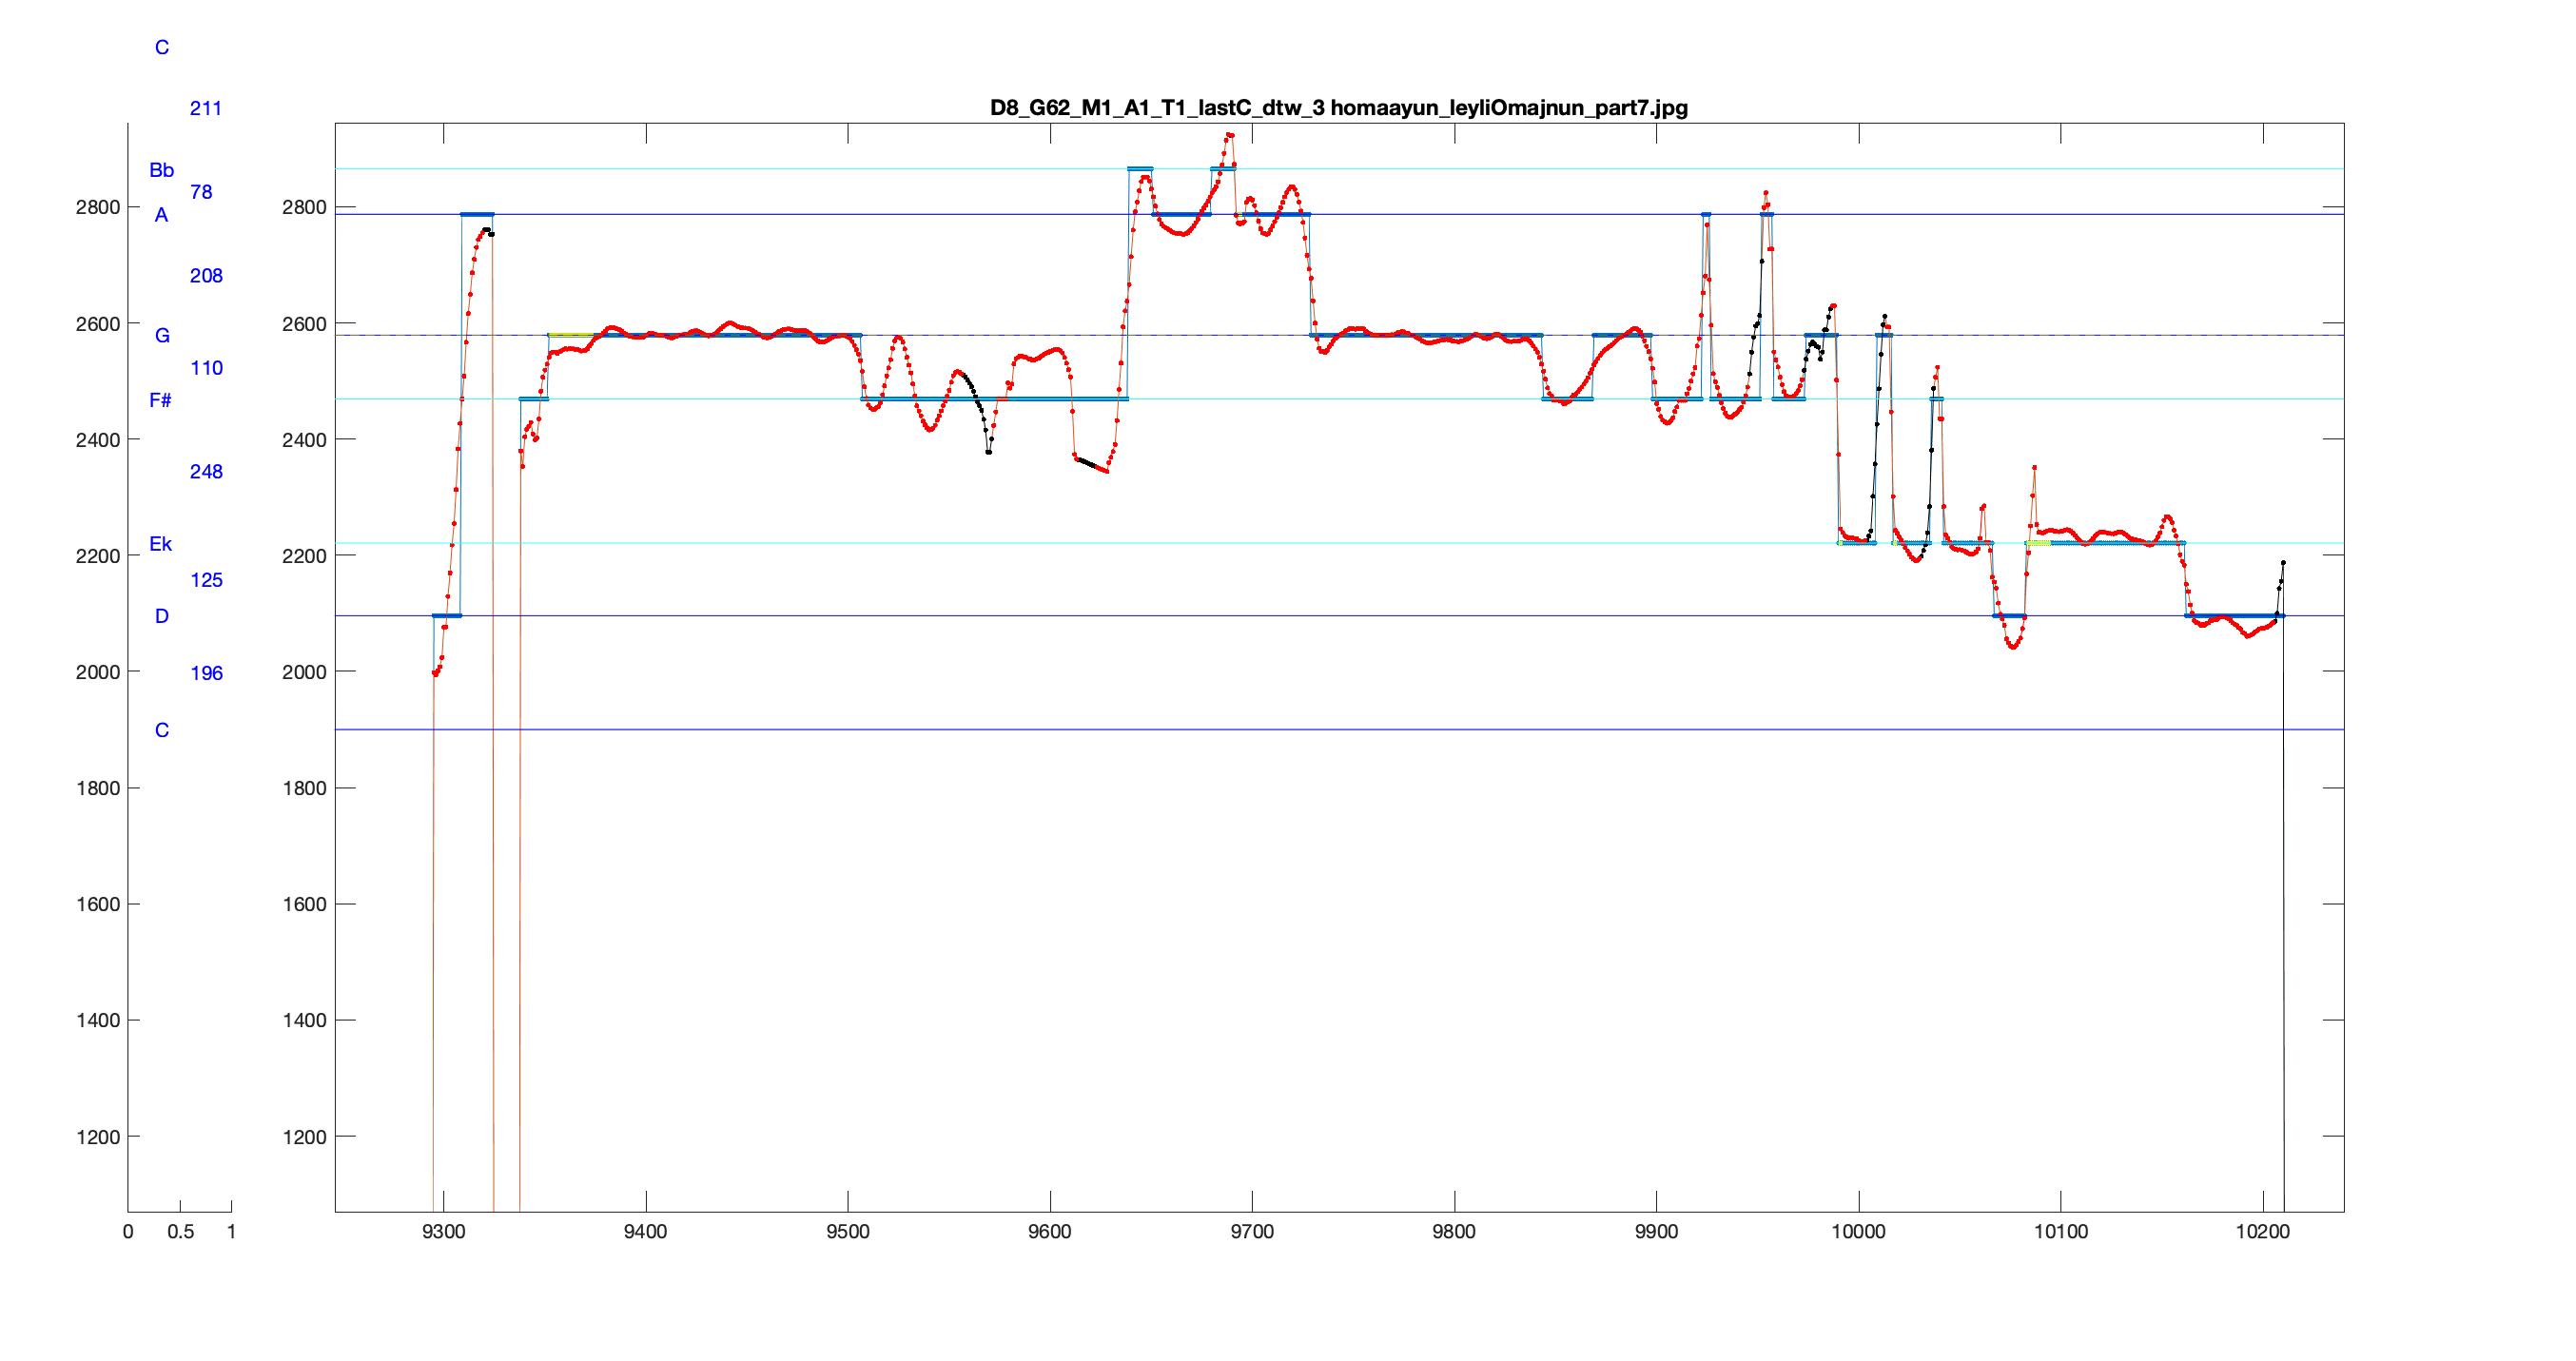 C
211
D8_G62_M1_A1_T1_lastC_dtw_3 homaayun_leyliOmajnun_part7.jpg
Bb
78
2800 A 2800
208
2600 G 2600
110
F#
2400 2400
248
Ek
2200 2200
125
D
2000 196 2000
C
1800 1800
1600 1600
1400 1400
1200 1200
0 0.5 1 9300 9400 9500 9600 9700 9800 9900 10000 10100 10200